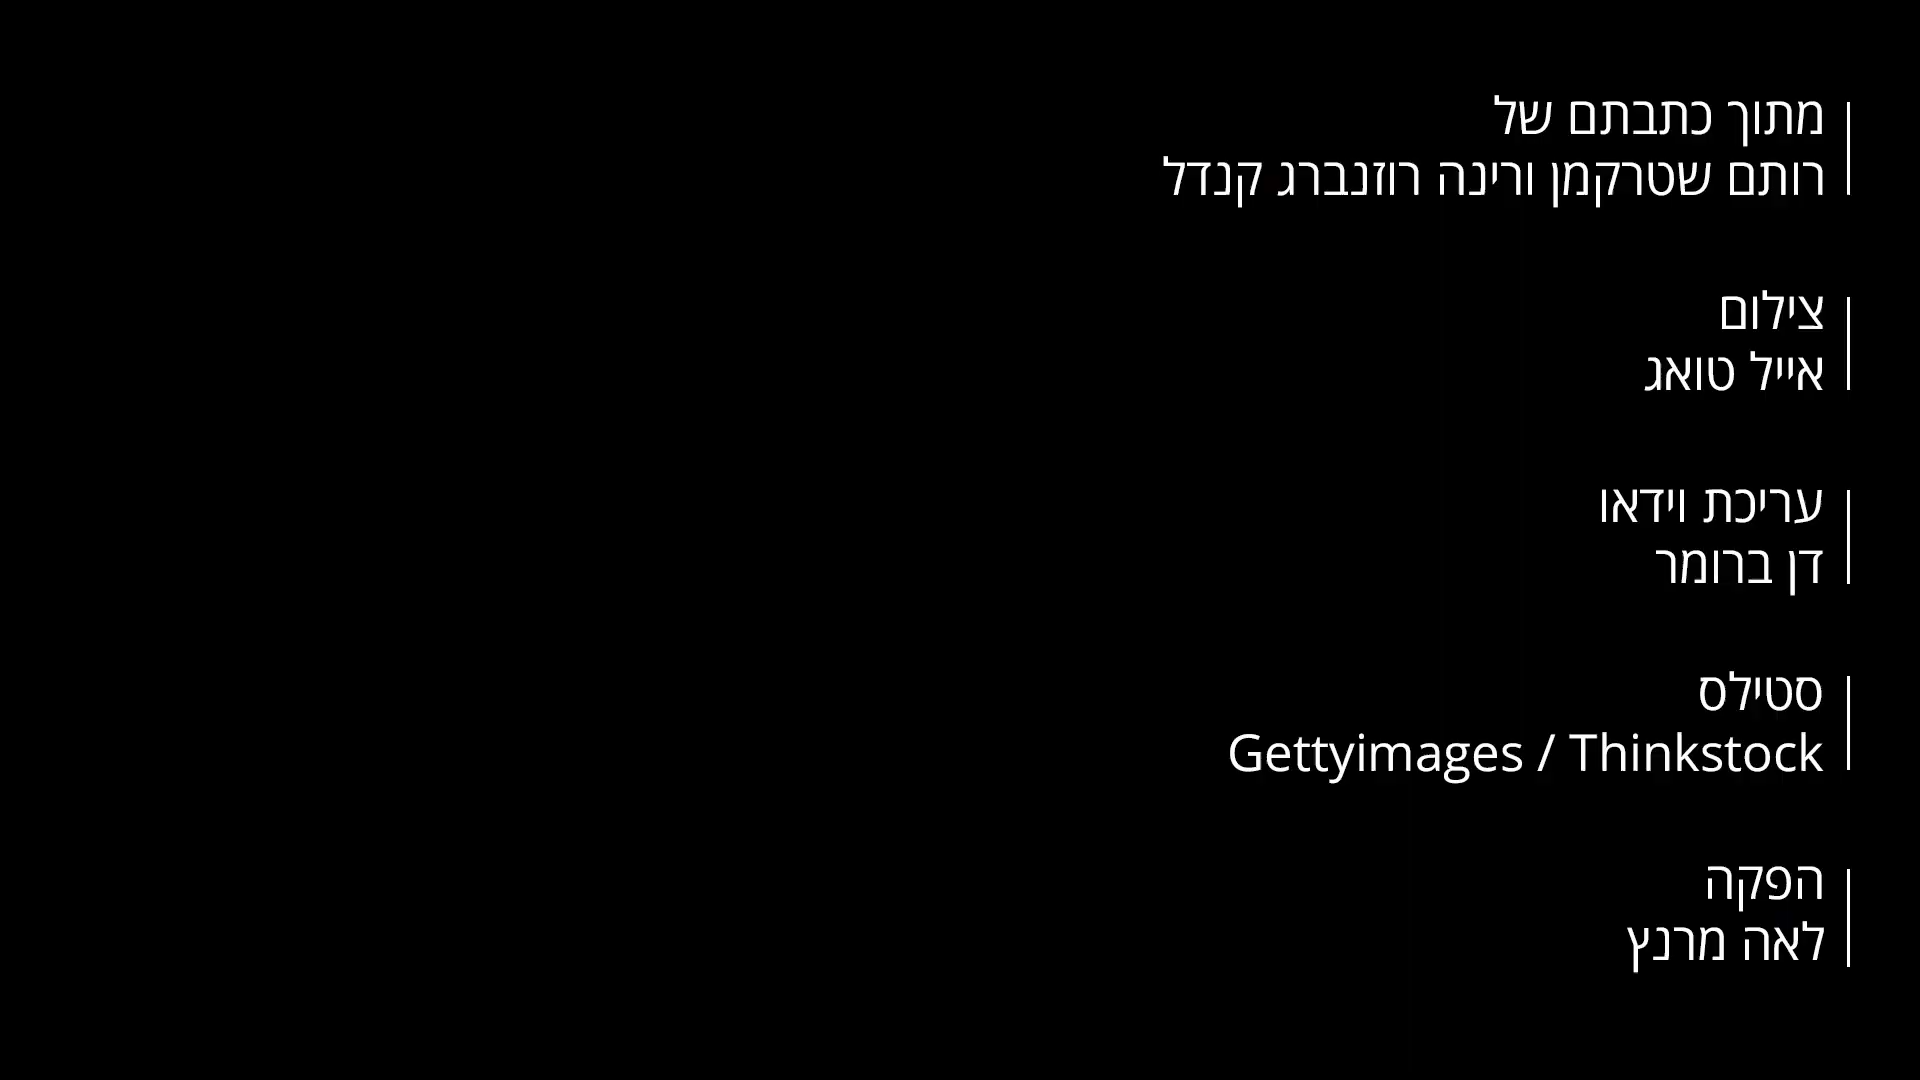 מתוך כתבתם של
רותם שטרקמן ורינה רוזנברג קנדל
צילום
אייל טואג
עריכת וידאו
דן ברומר
סטילס
Gettyimages / Thinkstock
הפקה
לאה מרנץ